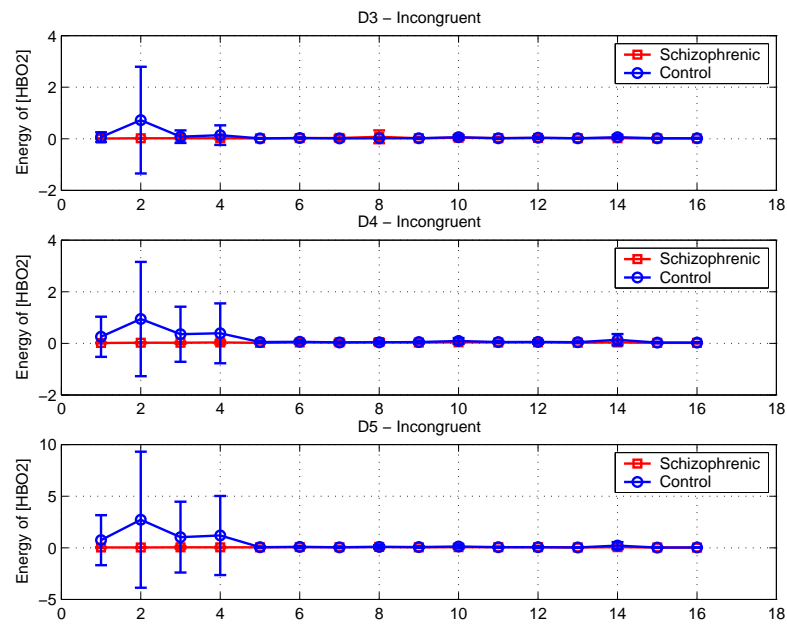 D3 − Incongruent
Energy of [HBO2]
4
2
0
−2
Schizophrenic
Control
0 2 4 6 8 10 12 14 16 18
D4 − Incongruent
Energy of [HBO2]
4
2
0
−2
Schizophrenic
Control
0 2 4 6 8 10 12 14 16 18
D5 − Incongruent
Energy of [HBO2]
10
5
0
−5
Schizophrenic
Control
0 2 4 6 8 10 12 14 16 18